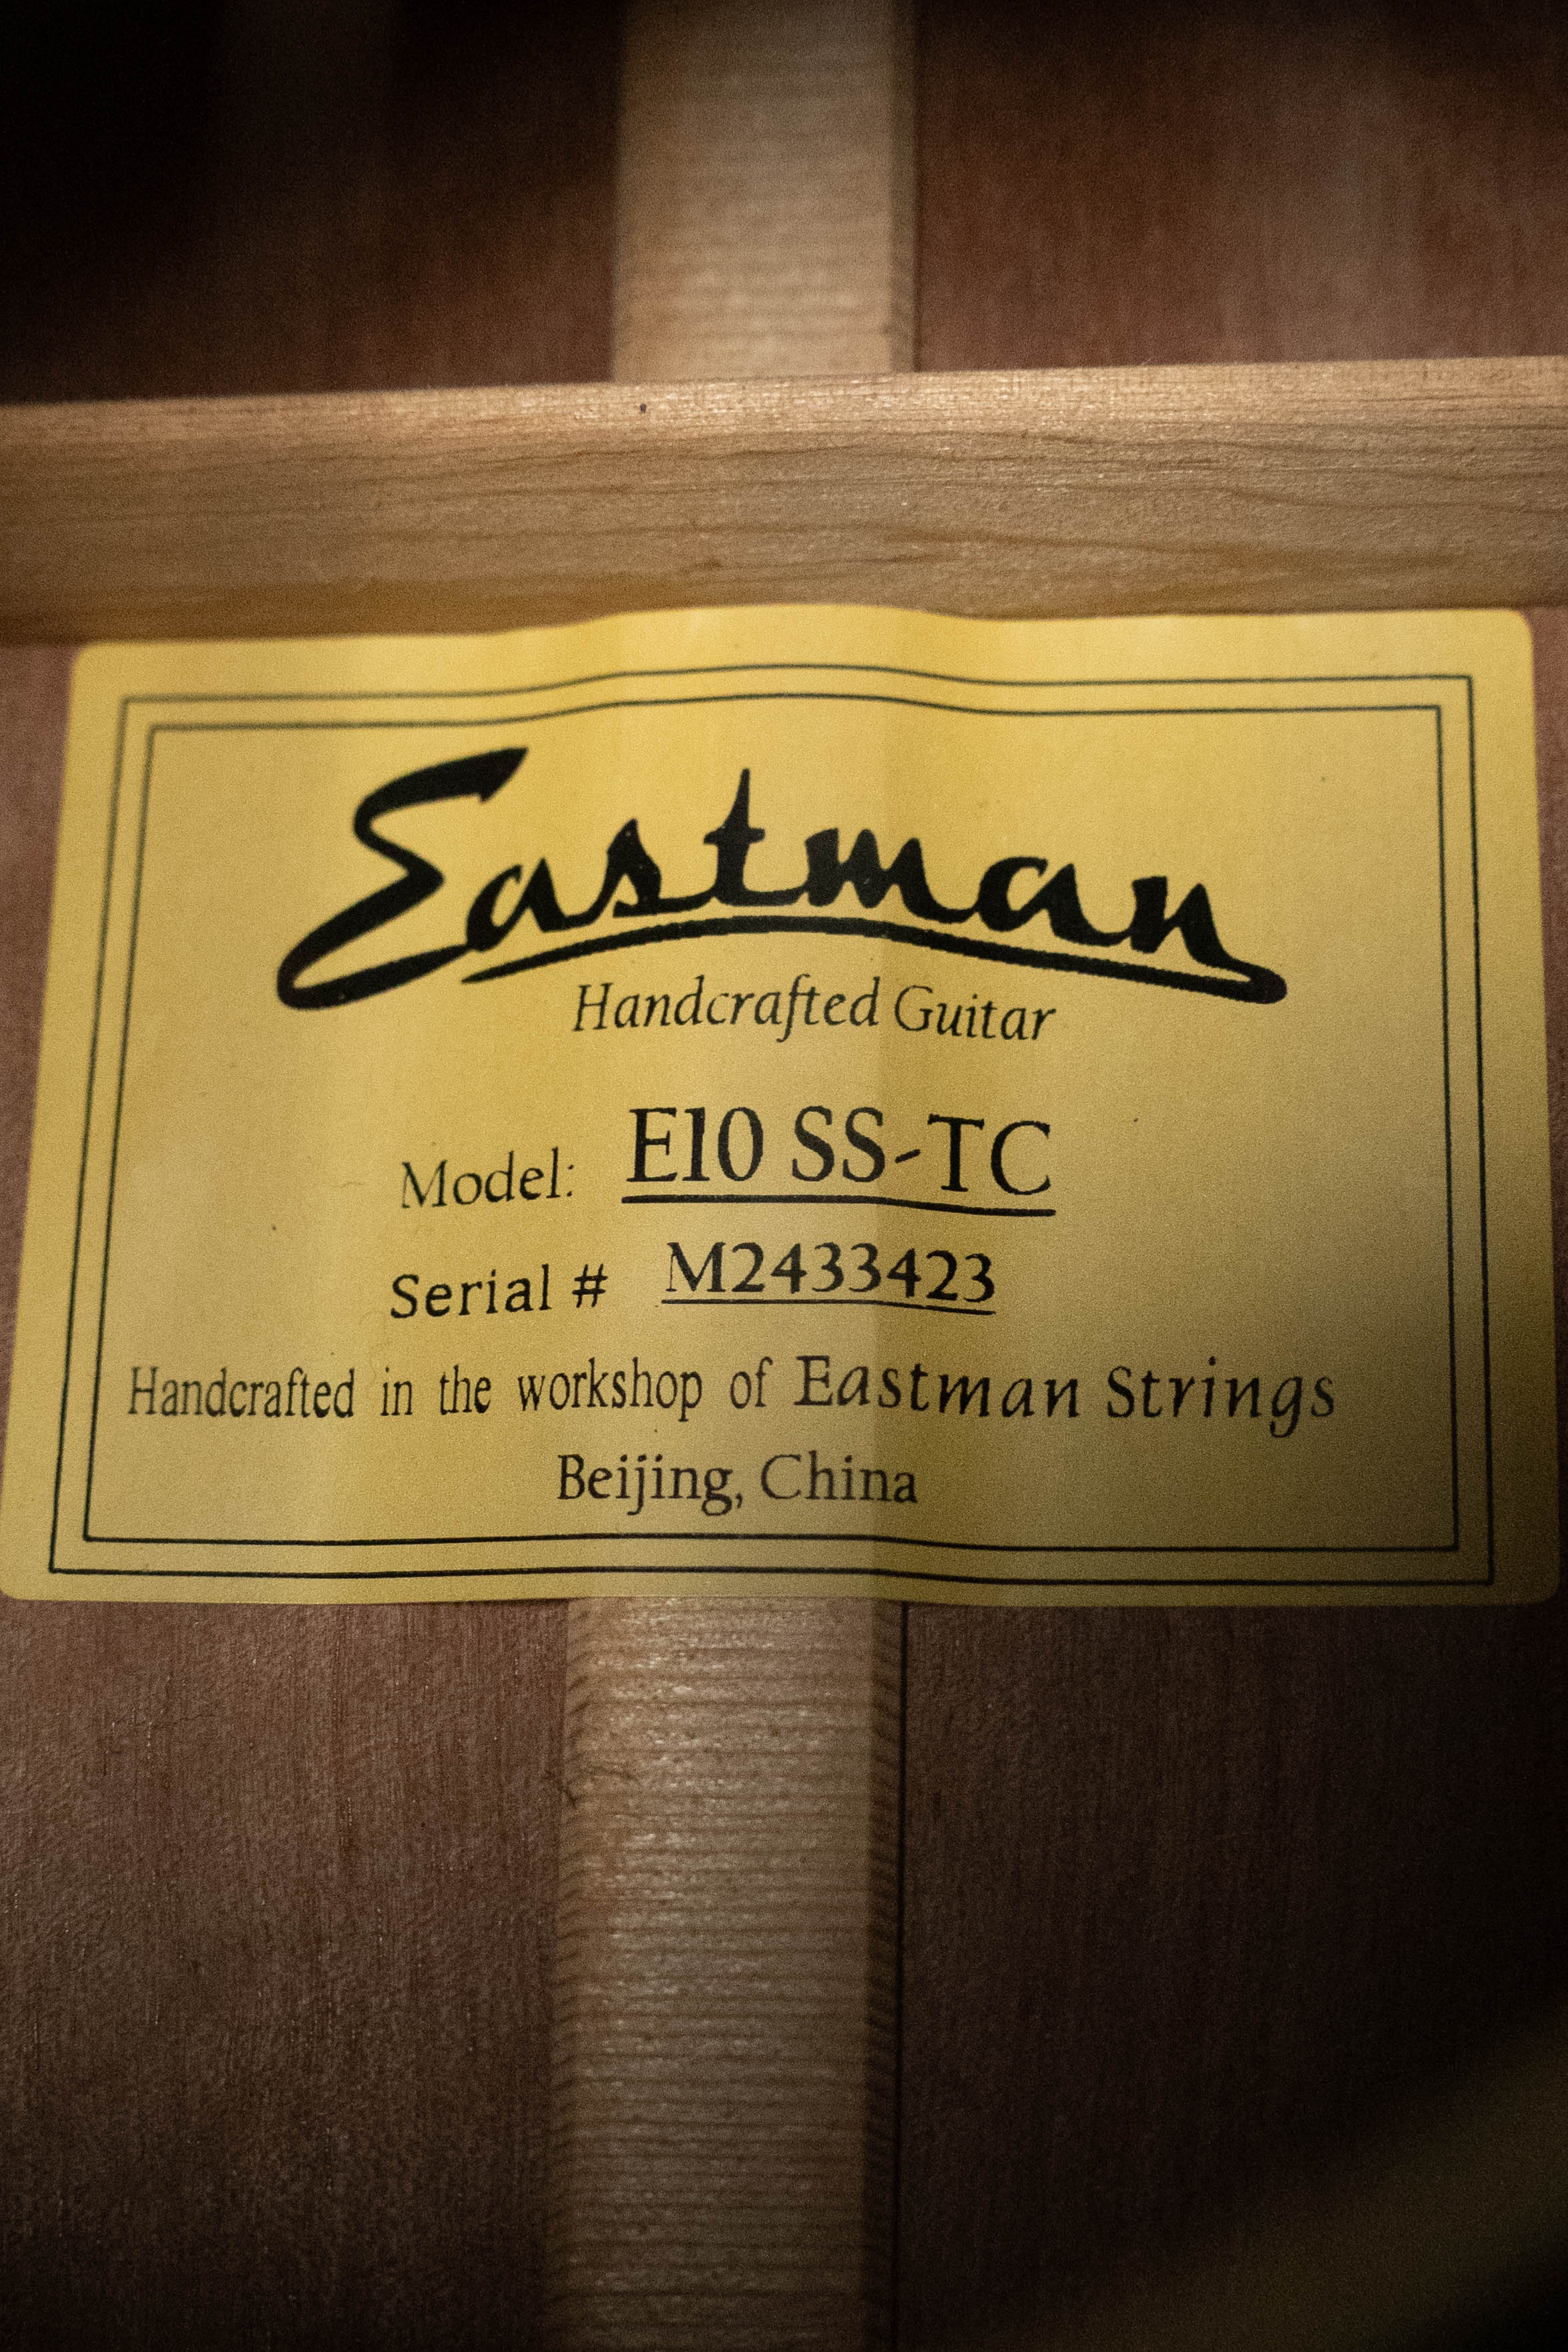 Eastman
Handcrafted Guitar
Model: E10 SS-TC
Serial # M2433423
Handcrafted in the workshop of Eastman Strings
Beijing, China